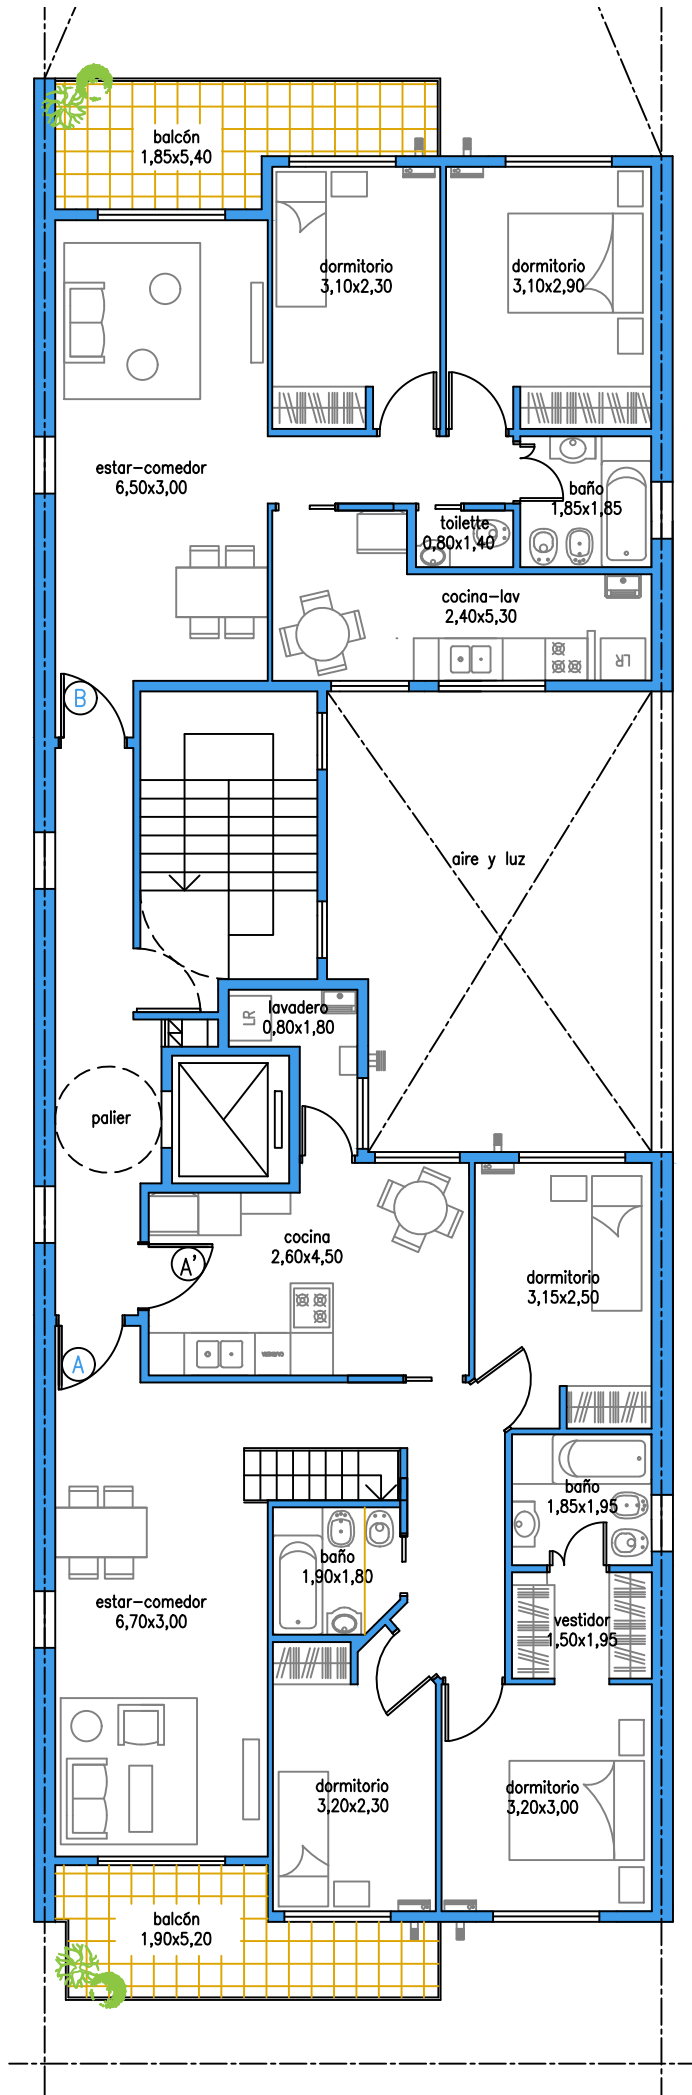 balcón
1,85x5,40
dormitorio
3,10x2,30
dormitorio
3,10x2,90
estar-comedor
6,50x3,00
baño
1,85x1,85
toilette
0,80x1,40
cocina-lav
2,40x5,30
LR
B
aire y luz
lavadero
0,80x1,80
LR
palier
cocina
2,60x4,50
A'
dormitorio
3,15x2,50
A
baño
1,85x1,95
baño
1,90x1,80
estar-comedor
6,70x3,00
vestidor
1,50x1,95
dormitorio
3,20x2,30
dormitorio
3,20x3,00
balcón
1,90x5,20